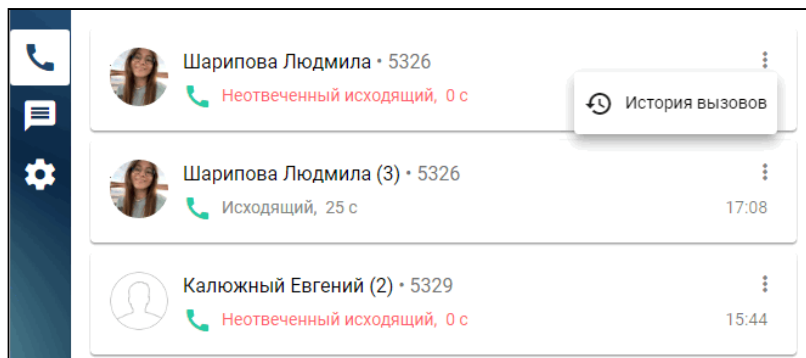 Шарипова Людмила • 5326
Неотвеченный исходящий, 0 с
История вызовов
Шарипова Людмила (3) • 5326
Исходящий, 25 с
17:08
Калюжный Евгений (2) • 5329
Неотвеченный исходящий, 0 с
15:44